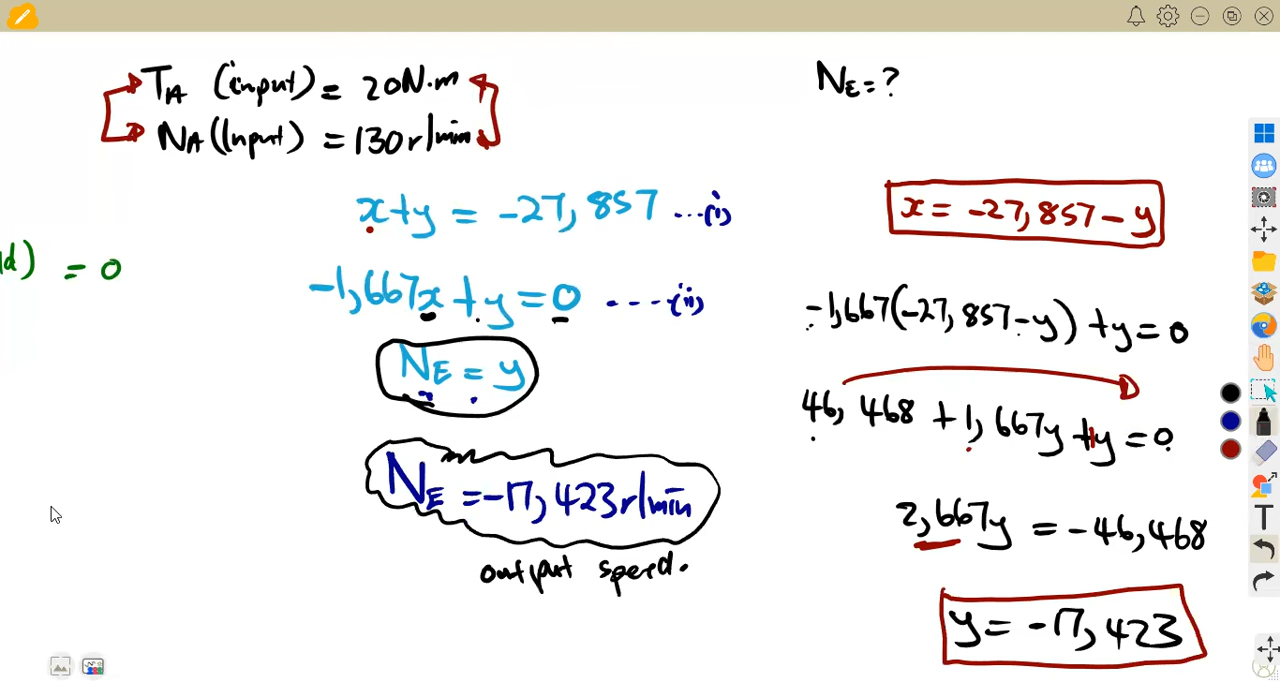 T_A (input) = 20N.m
N_A (Input) = 130r/min
N_E = ?
x+y = -27,857 ...(i)
x = -27,857 - y
d) = 0
-1,667x + y = 0 ....(ii)
-1,667(-27,857 - y) + y = 0
N_E = y
46,468 + 1,667y + y = 0
N_E = -17,423r/min
2,667y = -46,468
output speed.
y = -17,423
T